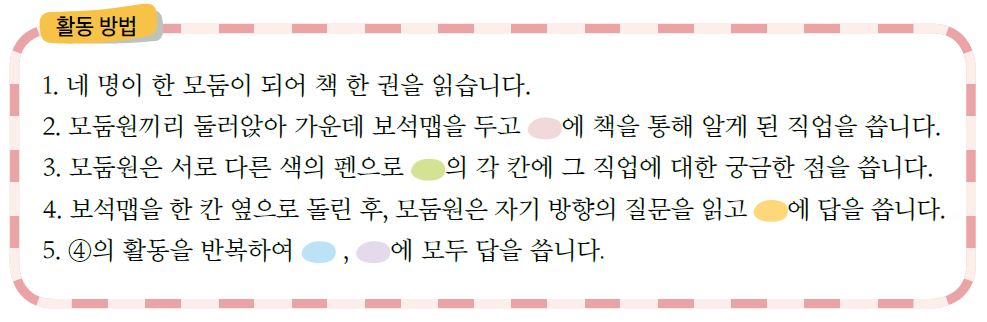 활동 방법
1. 네 명이 한 모둠이 되어 책 한 권을 읽습니다.
2. 모둠원끼리 둘러앉아 가운데 보석맵을 두고 에 책을 통해 알게 된 직업을 씁니다.
3. 모둠원은 서로 다른 색의 펜으로 의 각 칸에 그 직업에 대한 궁금한 점을 씁니다.
4. 보석맵을 한 칸 옆으로 돌린 후, 모둠원은 자기 방향의 질문을 읽고 에 답을 씁니다.
5. ④의 활동을 반복하여 , 에 모두 답을 씁니다.